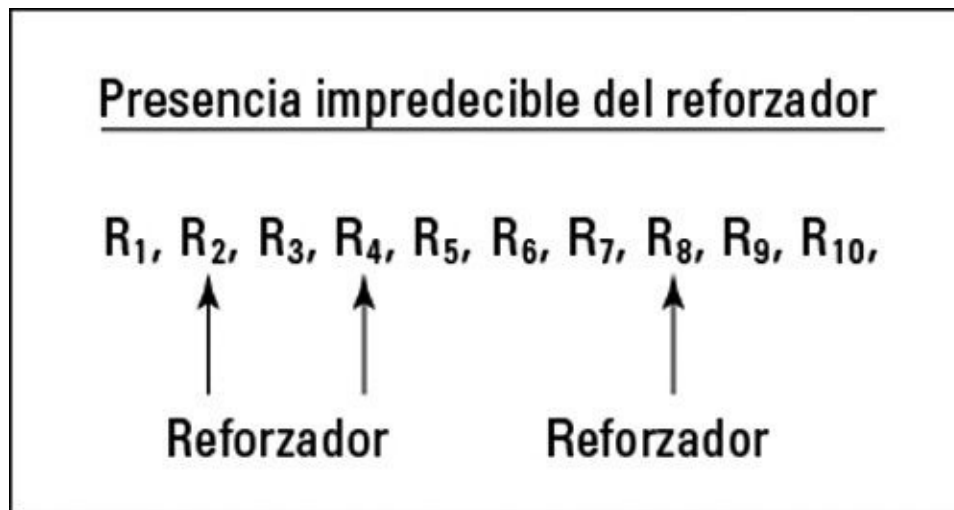 Presencia impredecible del reforzador
R₁, R₂, R₃, R₄, R₅, R₆, R₇, R₈, R₉, R₁₀,
Reforzador Reforzador